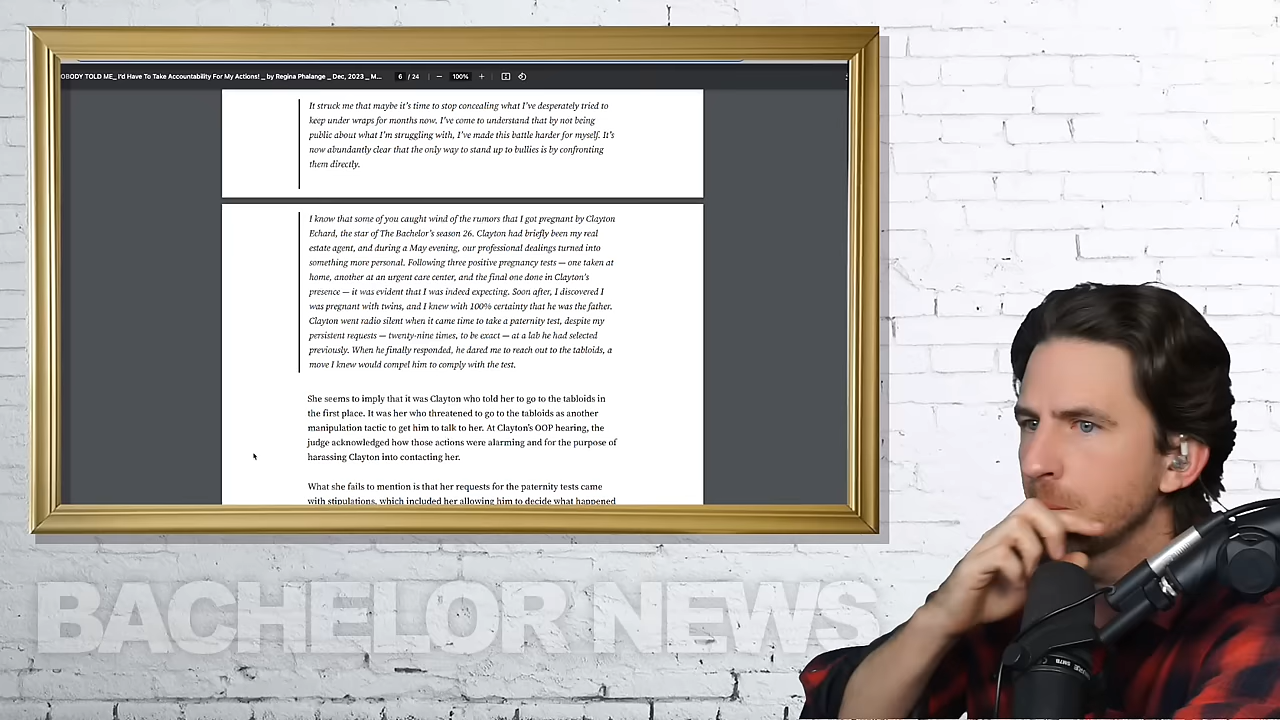 OBODY TOLD ME_ I'd Have To Take Accountability For My Actions! _ by Regina Phalange _ Dec, 2023 _ M... 6 / 24 — 100% +
It struck me that maybe it's time to stop concealing what I've desperately tried to
keep under wraps for months now. I've come to understand that by not being
public about what I'm struggling with, I've made this battle harder for myself. It's
now abundantly clear that the only way to stand up to bullies is by confronting
them directly.
I know that some of you caught wind of the rumors that I got pregnant by Clayton
Echard, the star of The Bachelor's season 26. Clayton had briefly been my real
estate agent, and during a May evening, our professional dealings turned into
something more personal. Following three positive pregnancy tests — one taken at
home, another at an urgent care center, and the final one done in Clayton's
presence — it was evident that I was indeed expecting. Soon after, I discovered I
was pregnant with twins, and I knew with 100% certainty that he was the father.
Clayton went radio silent when it came time to take a paternity test, despite my
persistent requests — twenty-nine times, to be exact — at a lab he had selected
previously. When he finally responded, he dared me to reach out to the tabloids, a
move I knew would compel him to comply with the test.
She seems to imply that it was Clayton who told her to go to the tabloids in
the first place. It was her who threatened to go to the tabloids as another
manipulation tactic to get him to talk to her. At Clayton's OOP hearing, the
judge acknowledged how those actions were alarming and for the purpose of
harassing Clayton into contacting her.
What she fails to mention is that her requests for the paternity tests came
with stipulations, which included her allowing him to decide what happened
BACHELOR NEWS
SM7B